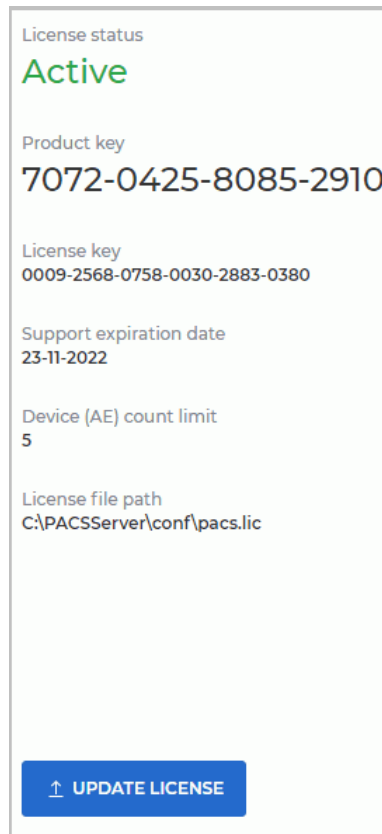 License status
Active
Product key
7072-0425-8085-2910
License key
0009-2568-0758-0030-2883-0380
Support expiration date
23-11-2022
Device (AE) count limit
5
License file path
C:\PACSServer\conf\pacs.lic
UPDATE LICENSE